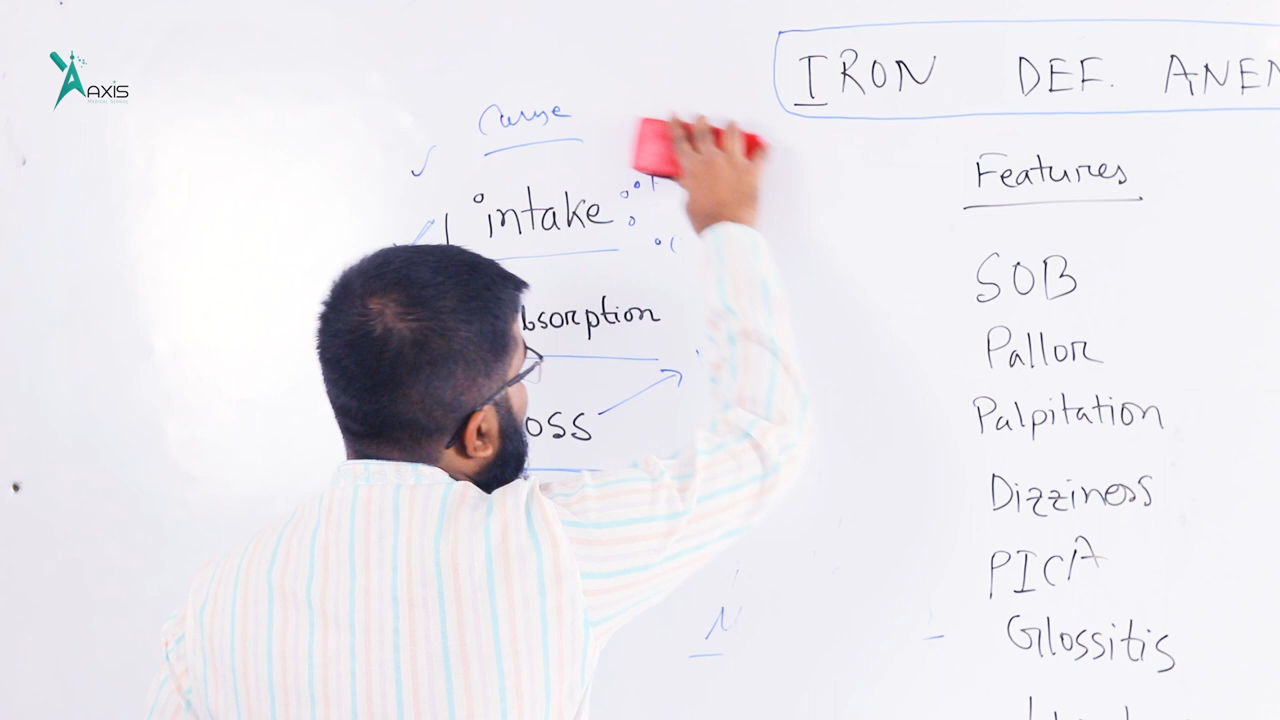 AXIS
MEDICAL SCHOOL
IRON DEF. ANEM
Cause
intake
bsorption
oss
Features
SOB
Pallor
Palpitation
Dizziness
PICA
Glossitis